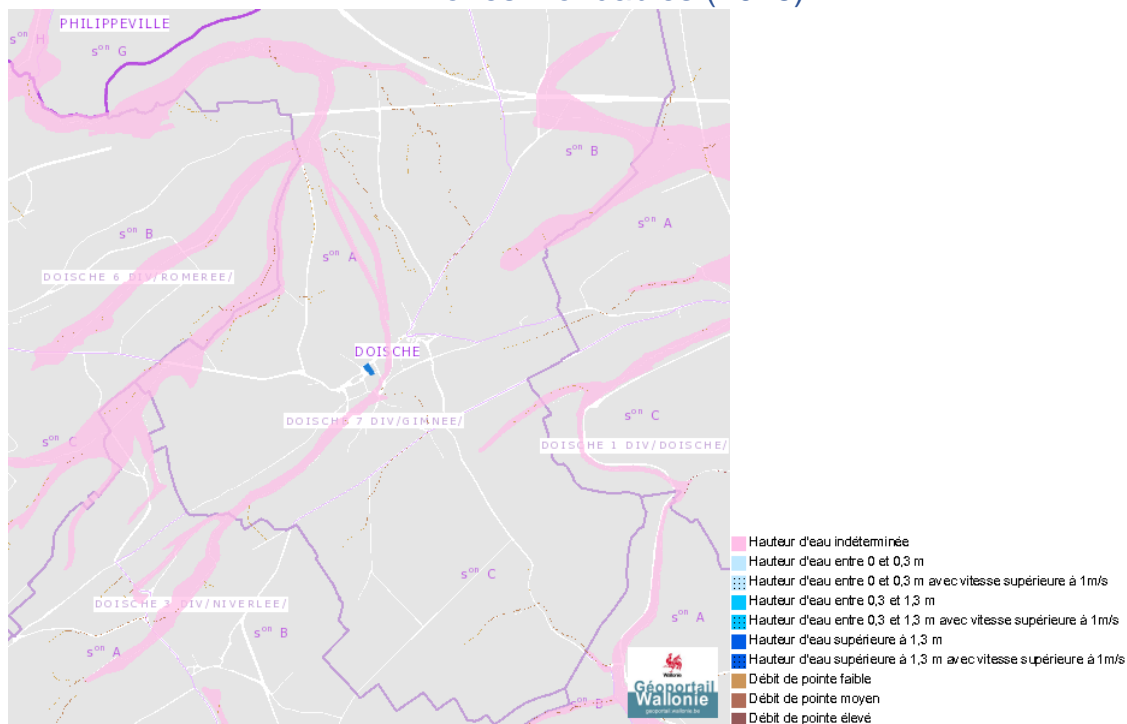 PHILIPPEVILLE
sᵒⁿ H
sᵒⁿ G
sᵒⁿ B
sᵒⁿ A
sᵒⁿ B
sᵒⁿ A
DOISCHE 6 DIV/ROMEREE/
DOISCHE
sᵒⁿ C
DOISCHE 7 DIV/GIMNEE/
sᵒⁿ C
DOISCHE 1 DIV/DOISCHE/
sᵒⁿ C
DOISCHE 3 DIV/NIVERLEE/
sᵒⁿ A
sᵒⁿ B
sᵒⁿ A
sᵒⁿ D
Wallonie
Géoportail
Wallonie
geoportail.wallonie.be
Hauteur d'eau indéterminée
Hauteur d'eau entre 0 et 0,3 m
Hauteur d'eau entre 0 et 0,3 m avec vitesse supérieure à 1m/s
Hauteur d'eau entre 0,3 et 1,3 m
Hauteur d'eau entre 0,3 et 1,3 m avec vitesse supérieure à 1m/s
Hauteur d'eau supérieure à 1,3 m
Hauteur d'eau supérieure à 1,3 m avec vitesse supérieure à 1m/s
Débit de pointe faible
Débit de pointe moyen
Débit de pointe élevé